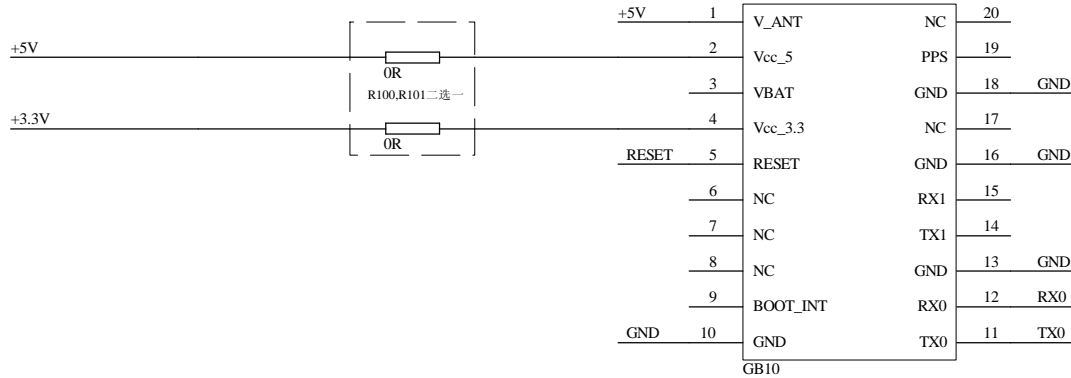 +5V 1 V_ANT NC 20
+5V 2 Vcc_5 PPS 19
0R
3 VBAT GND 18 GND
R100,R101二选一
+3.3V 4 Vcc_3.3 NC 17
0R
RESET 5 RESET GND 16 GND
6 NC RX1 15
7 NC TX1 14
8 NC GND 13 GND
9 BOOT_INT RX0 12 RX0
GND 10 GND TX0 11 TX0
GB10